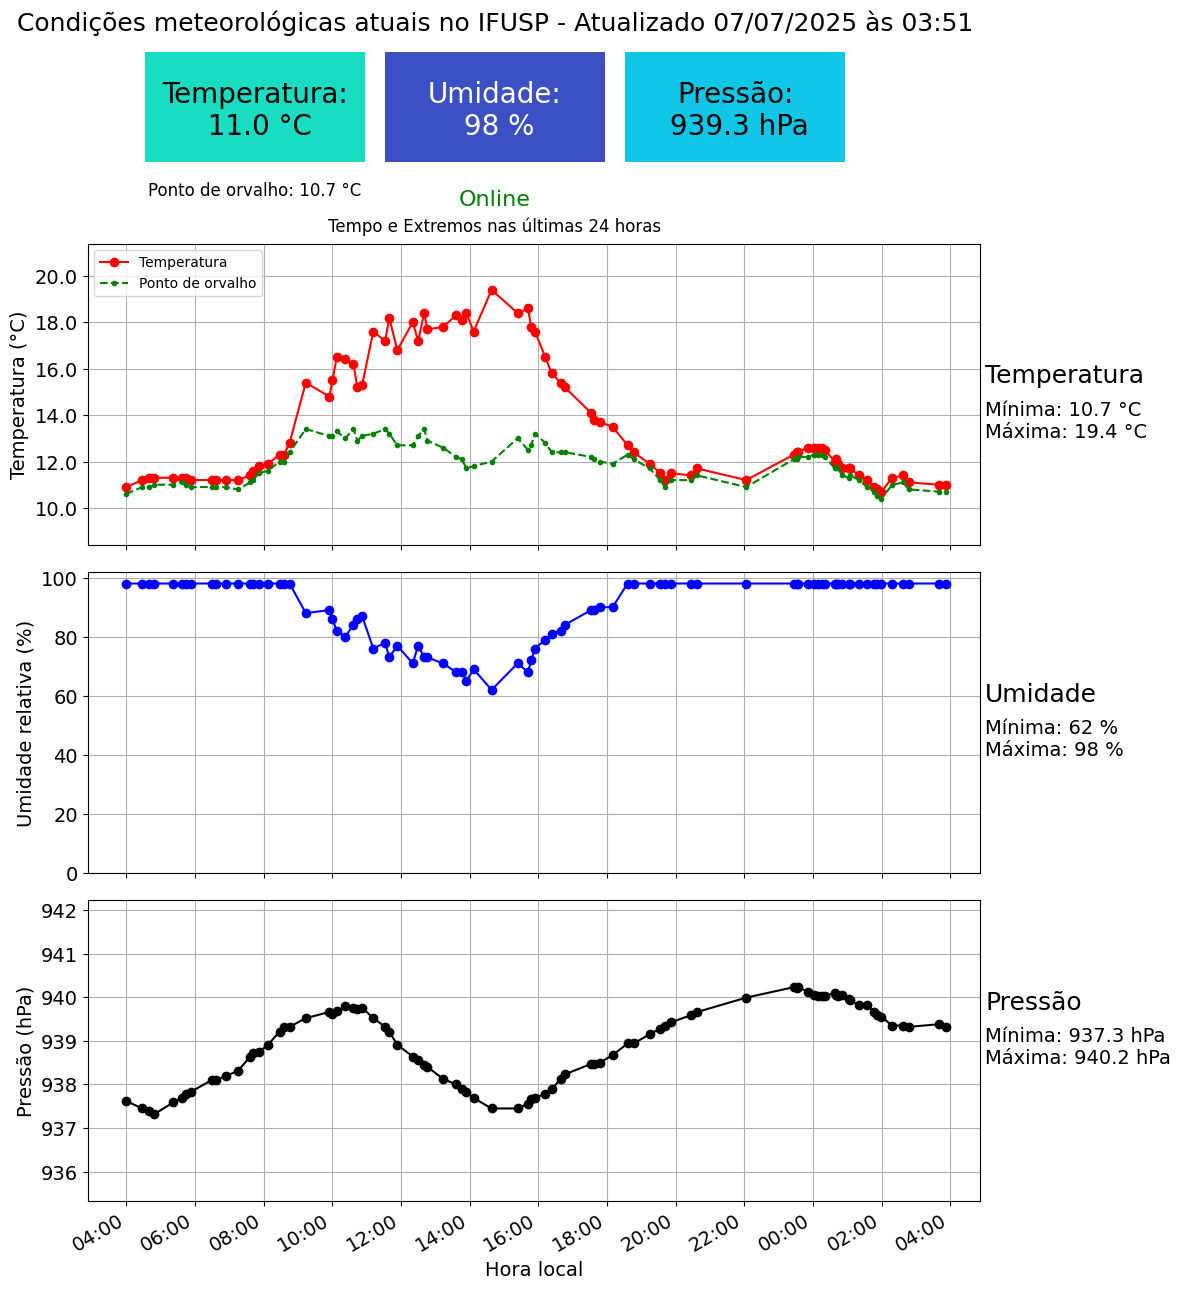 Condições meteorológicas atuais no IFUSP - Atualizado 07/07/2025 às 03:51
Temperatura:
11.0 °C
Umidade:
98 %
Pressão:
939.3 hPa
Ponto de orvalho: 10.7 °C
Online
Tempo e Extremos nas últimas 24 horas
Temperatura
Ponto de orvalho
Temperatura (°C)
20.0
18.0
16.0
14.0
12.0
10.0
Temperatura
Mínima: 10.7 °C
Máxima: 19.4 °C
Umidade relativa (%)
100
80
60
40
20
0
Umidade
Mínima: 62 %
Máxima: 98 %
Pressão (hPa)
942
941
940
939
938
937
936
Pressão
Mínima: 937.3 hPa
Máxima: 940.2 hPa
04:00
06:00
08:00
10:00
12:00
14:00
16:00
18:00
20:00
22:00
00:00
02:00
04:00
Hora local